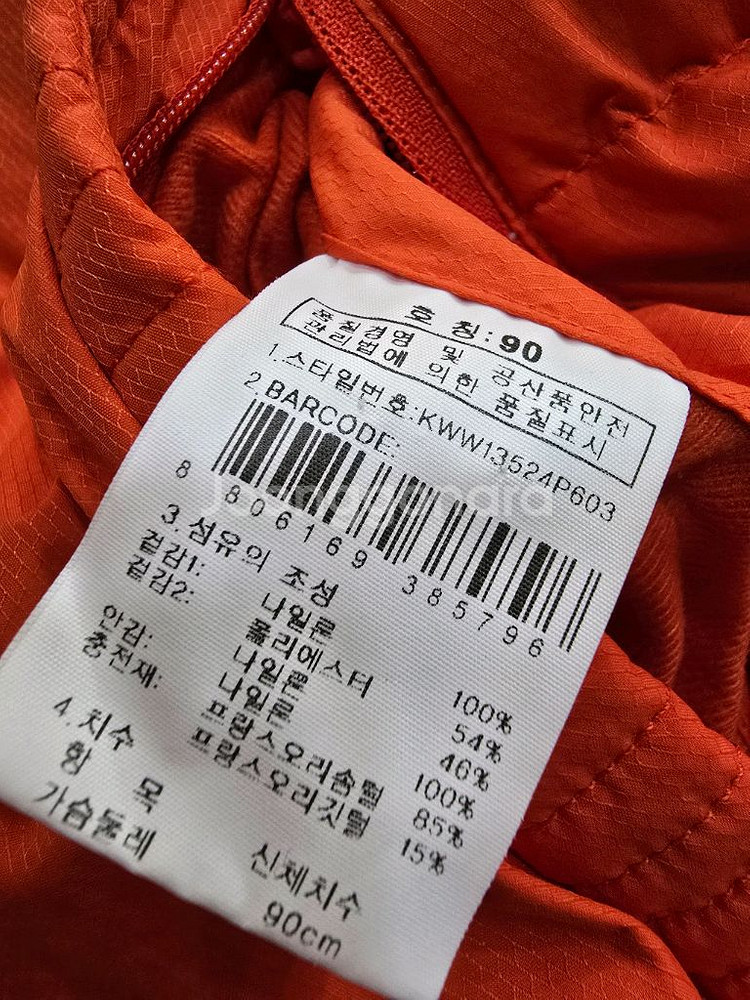 호 칭:90
품질경영 및 공산품안전
관리법에 의한 품질표시
1.스타일번호:KWW13524P603
2.BARCODE:
8 806169 385796
3.섬유의 조성
겉감1: 나일론 100%
겉감2: 폴리에스터 54%
나일론 46%
안감: 나일론 100%
충전재: 프랑스오리솜털 85%
프랑스오리깃털 15%
4.치수
항 목 신체치수
가슴둘레 90cm